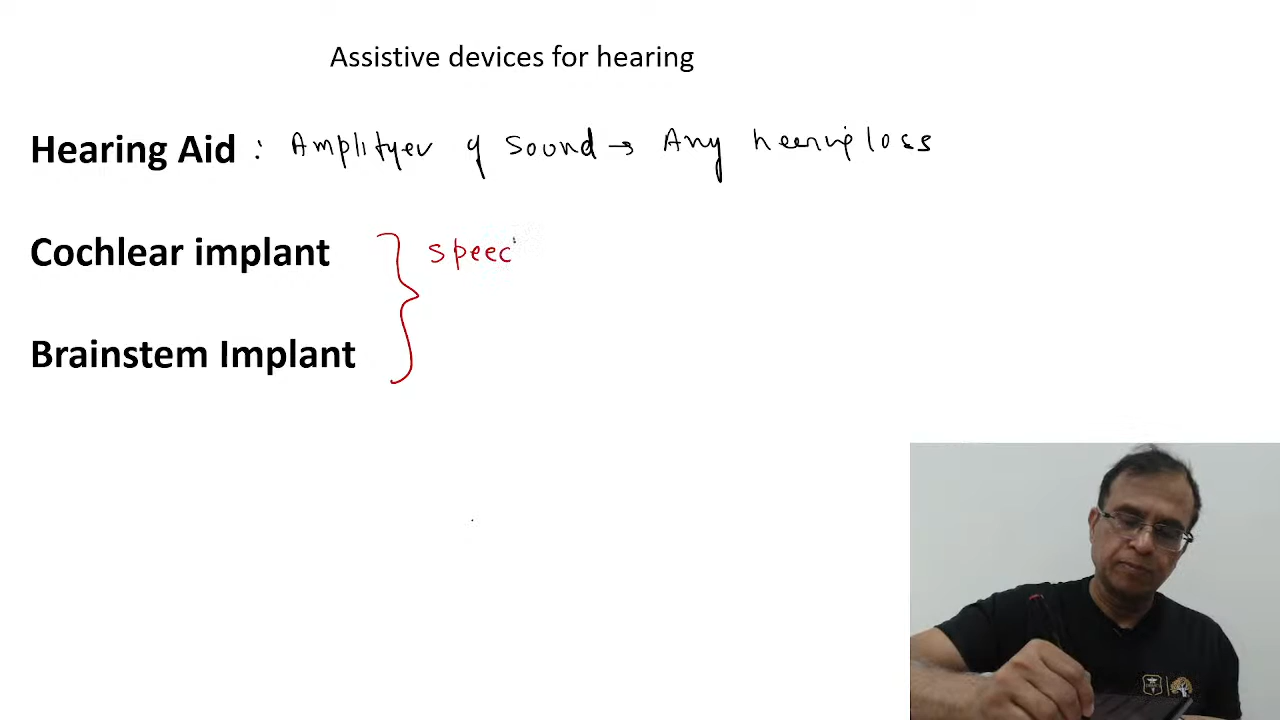 Assistive devices for hearing
Hearing Aid : Amplifyer of Sound → Any hearing loss
Cochlear implant } speec
Brainstem Implant